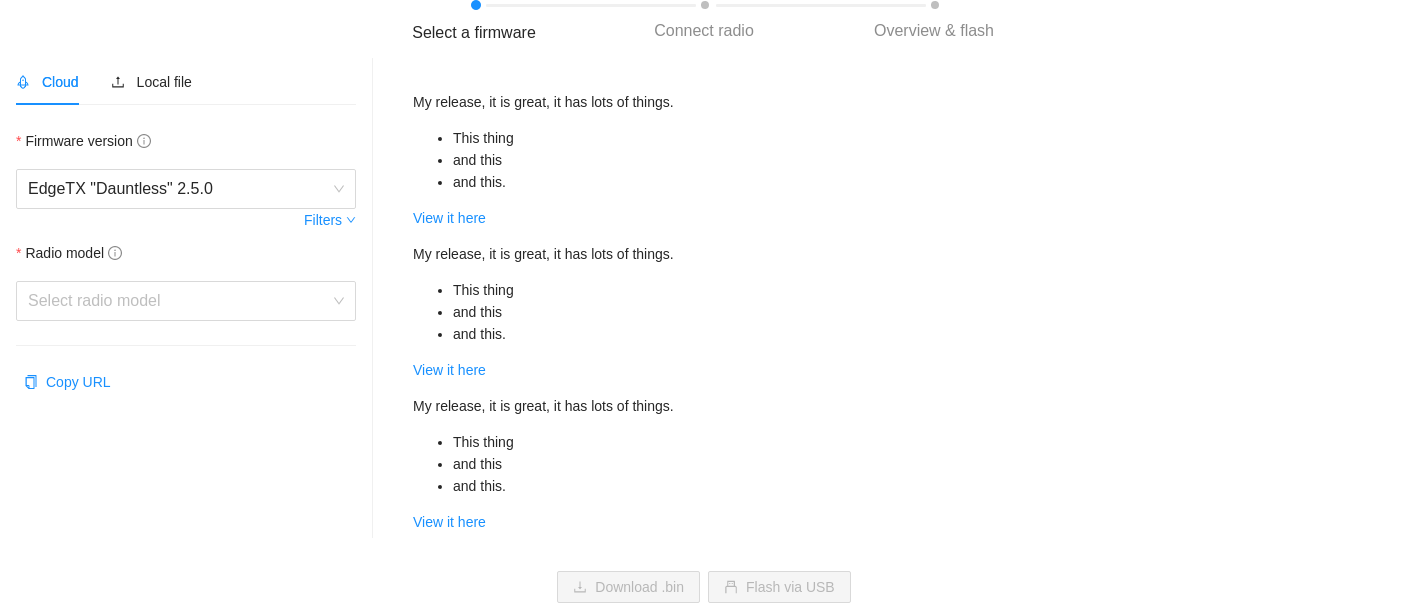 Select a firmware
Connect radio
Overview & flash
Cloud
Local file
* Firmware version
EdgeTX "Dauntless" 2.5.0
Filters
* Radio model
Select radio model
Copy URL
My release, it is great, it has lots of things.
• This thing
• and this
• and this.
View it here
My release, it is great, it has lots of things.
• This thing
• and this
• and this.
View it here
My release, it is great, it has lots of things.
• This thing
• and this
• and this.
View it here
Download .bin
Flash via USB